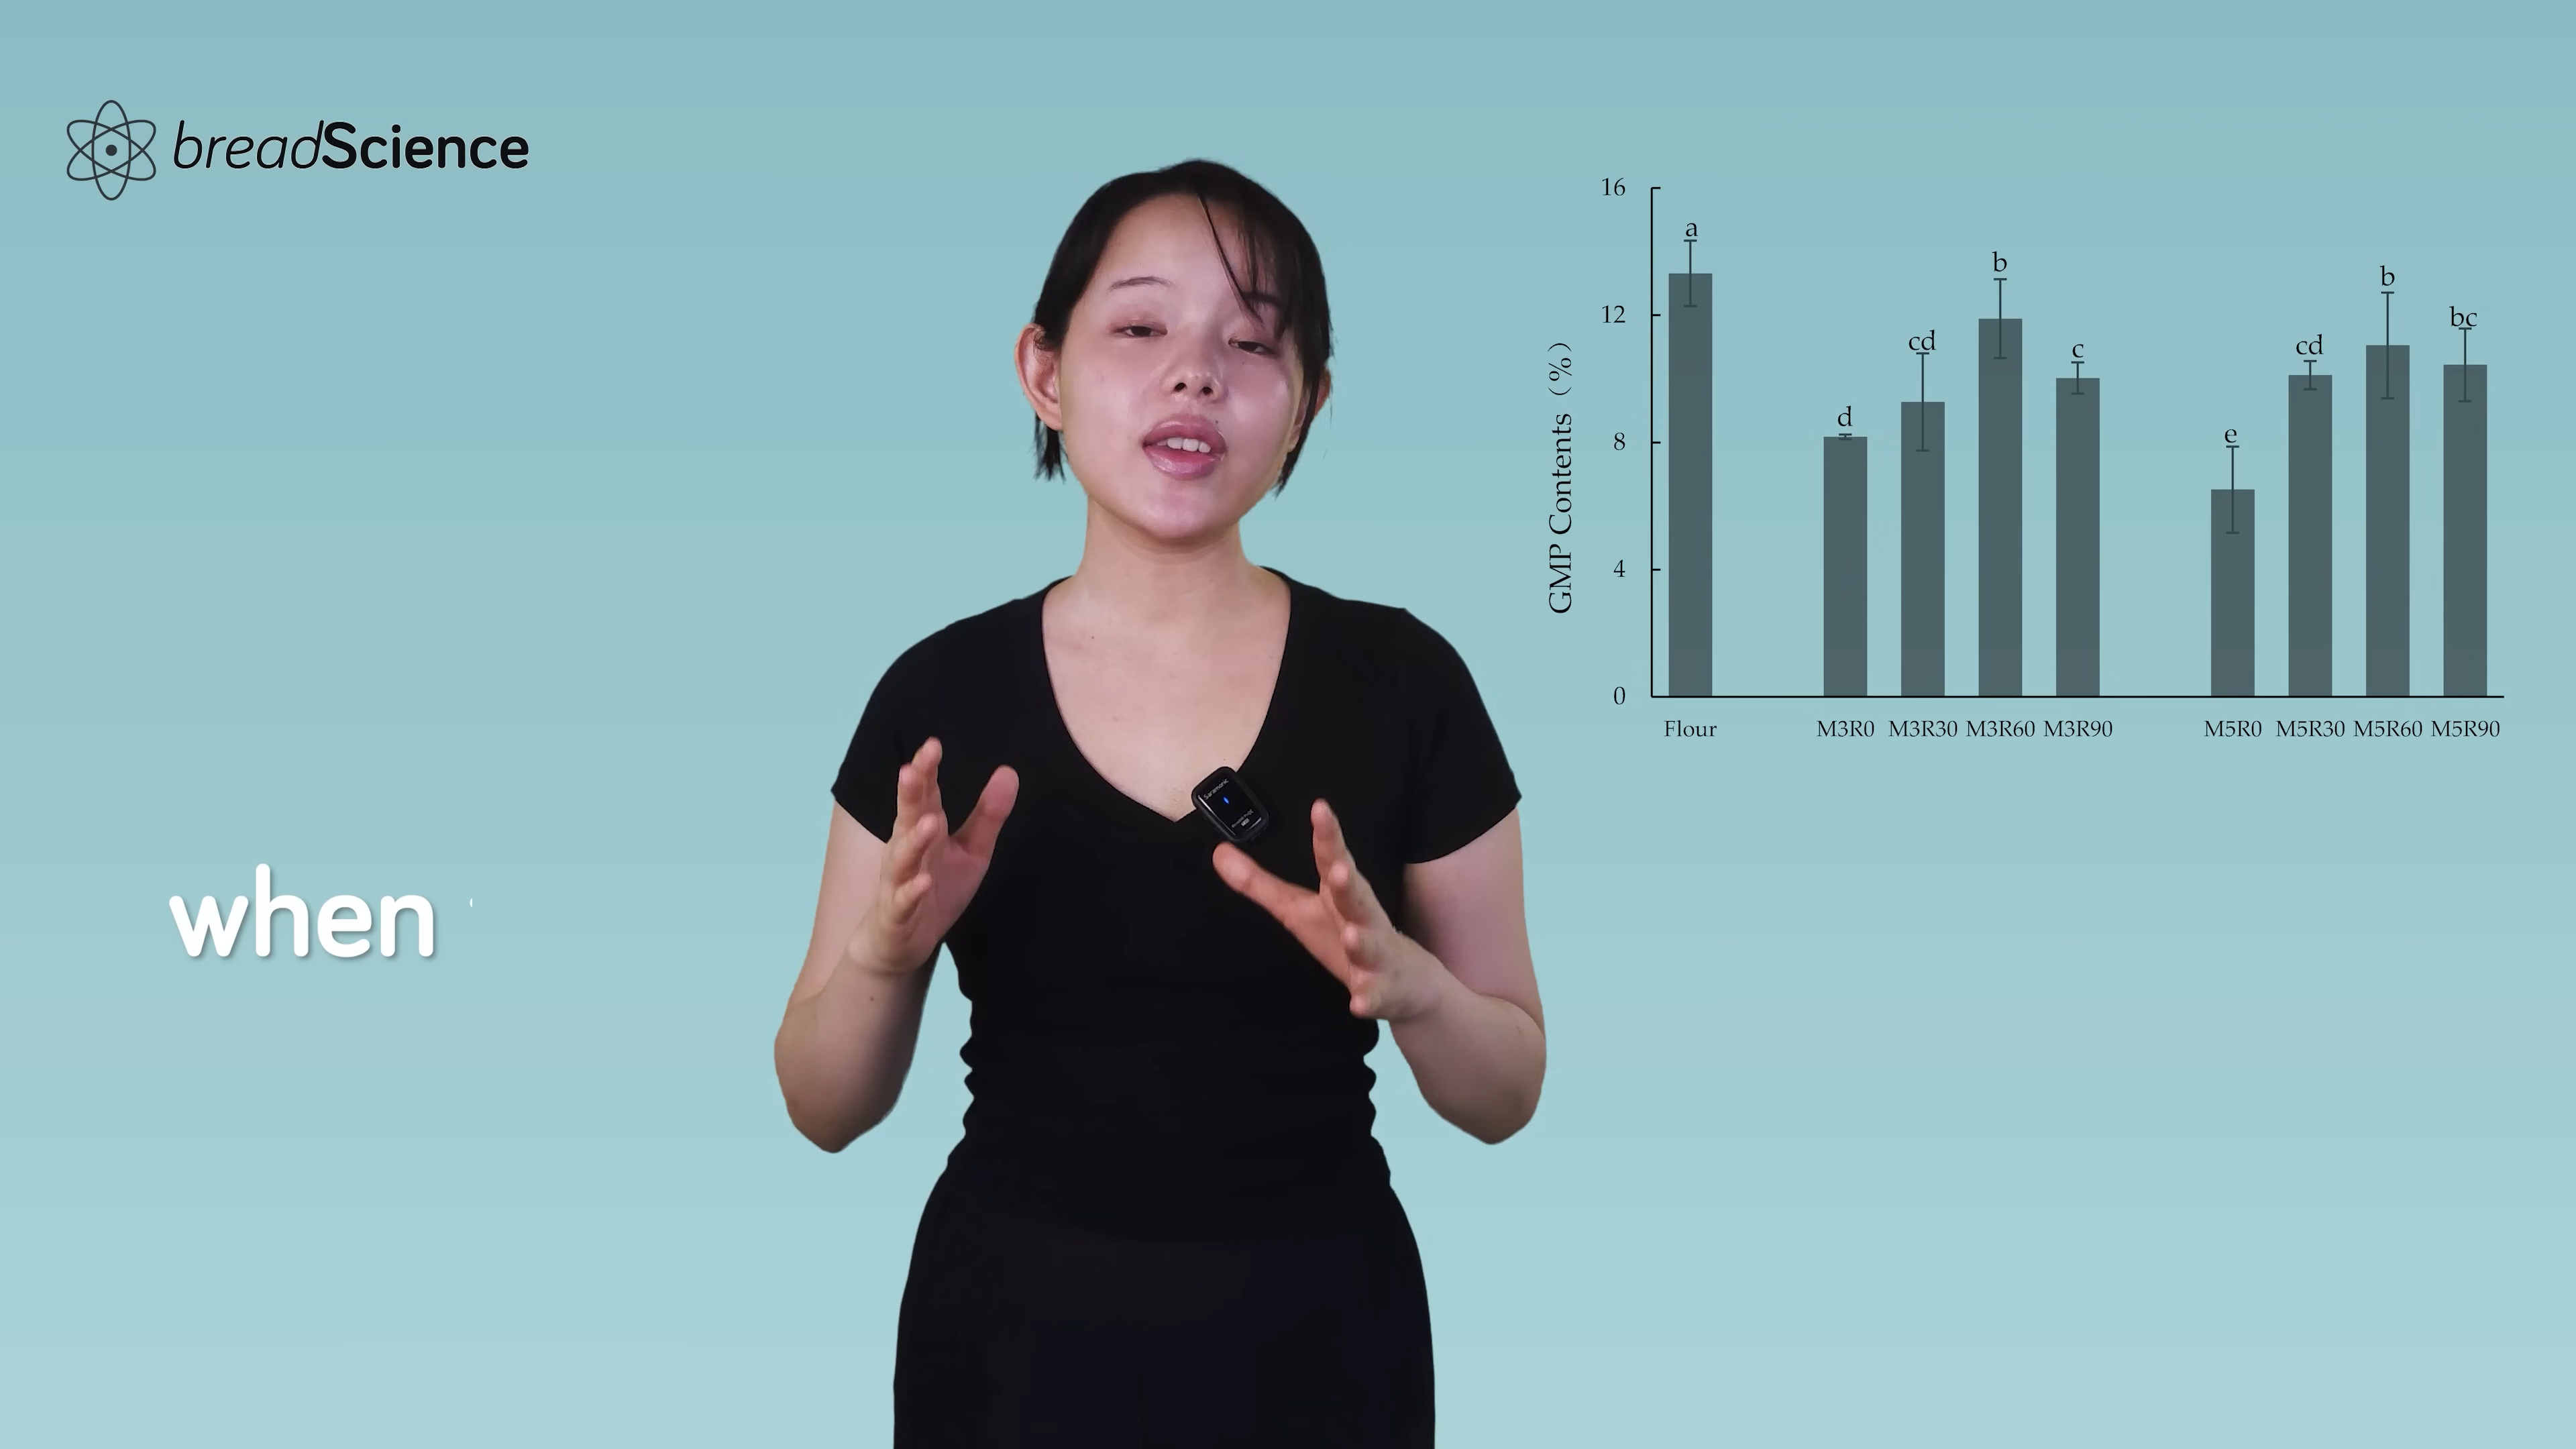 breadScience
when
16
12
8
4
0
GMP Contents (%)
a
d
cd
b
c
e
cd
b
bc
Flour
M3R0 M3R30 M3R60 M3R90
M5R0 M5R30 M5R60 M5R90
Saramonic